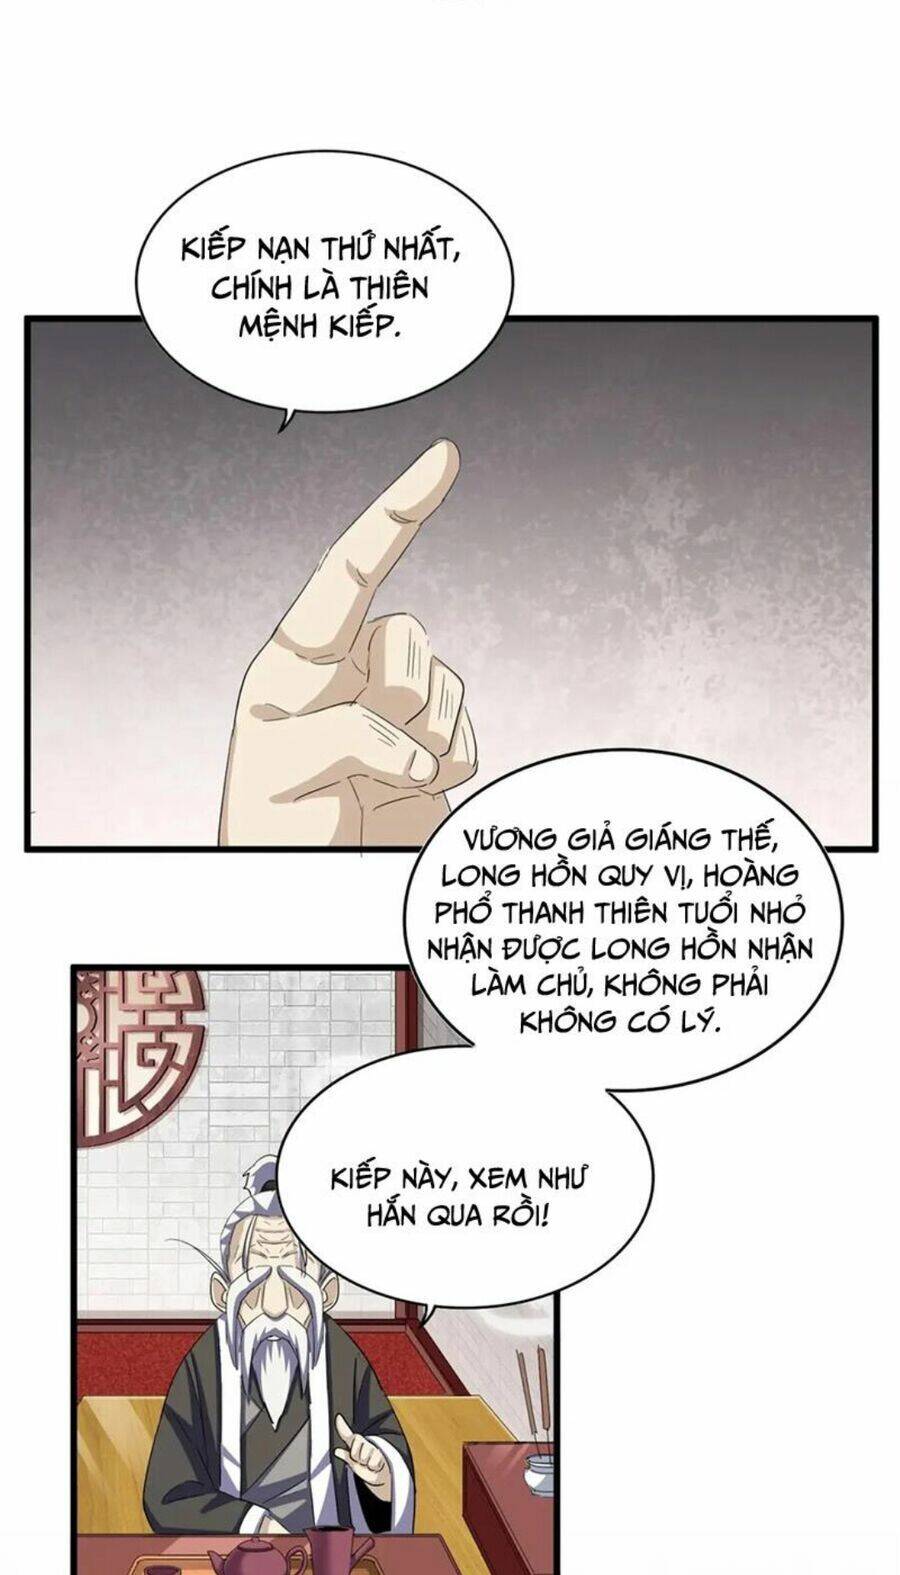 KIẾP NẠN THỨ NHẤT,
CHÍNH LÀ THIÊN
MỆNH KIẾP.
VƯƠNG GIẢ GIÁNG THẾ,
LONG HỒN QUY VỊ, HOÀNG
PHỔ THANH THIÊN TUỔI NHỎ
NHẬN ĐƯỢC LONG HỒN NHẬN
LÀM CHỦ, KHÔNG PHẢI
KHÔNG CÓ LÝ.
KIẾP NÀY, XEM NHƯ
HẮN QUA RỒI!